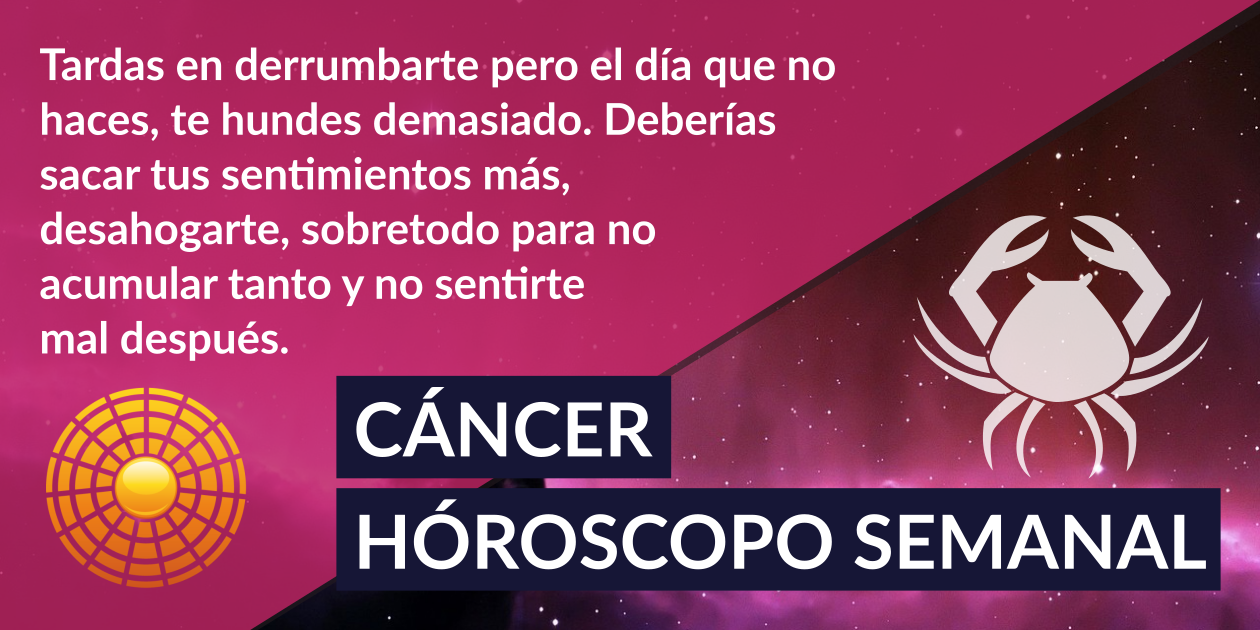 Tardas en derrumbarte pero el día que no
haces, te hundes demasiado. Deberías
sacar tus sentimientos más,
desahogarte, sobretodo para no
acumular tanto y no sentirte
mal después.
CÁNCER
HÓROSCOPO SEMANAL